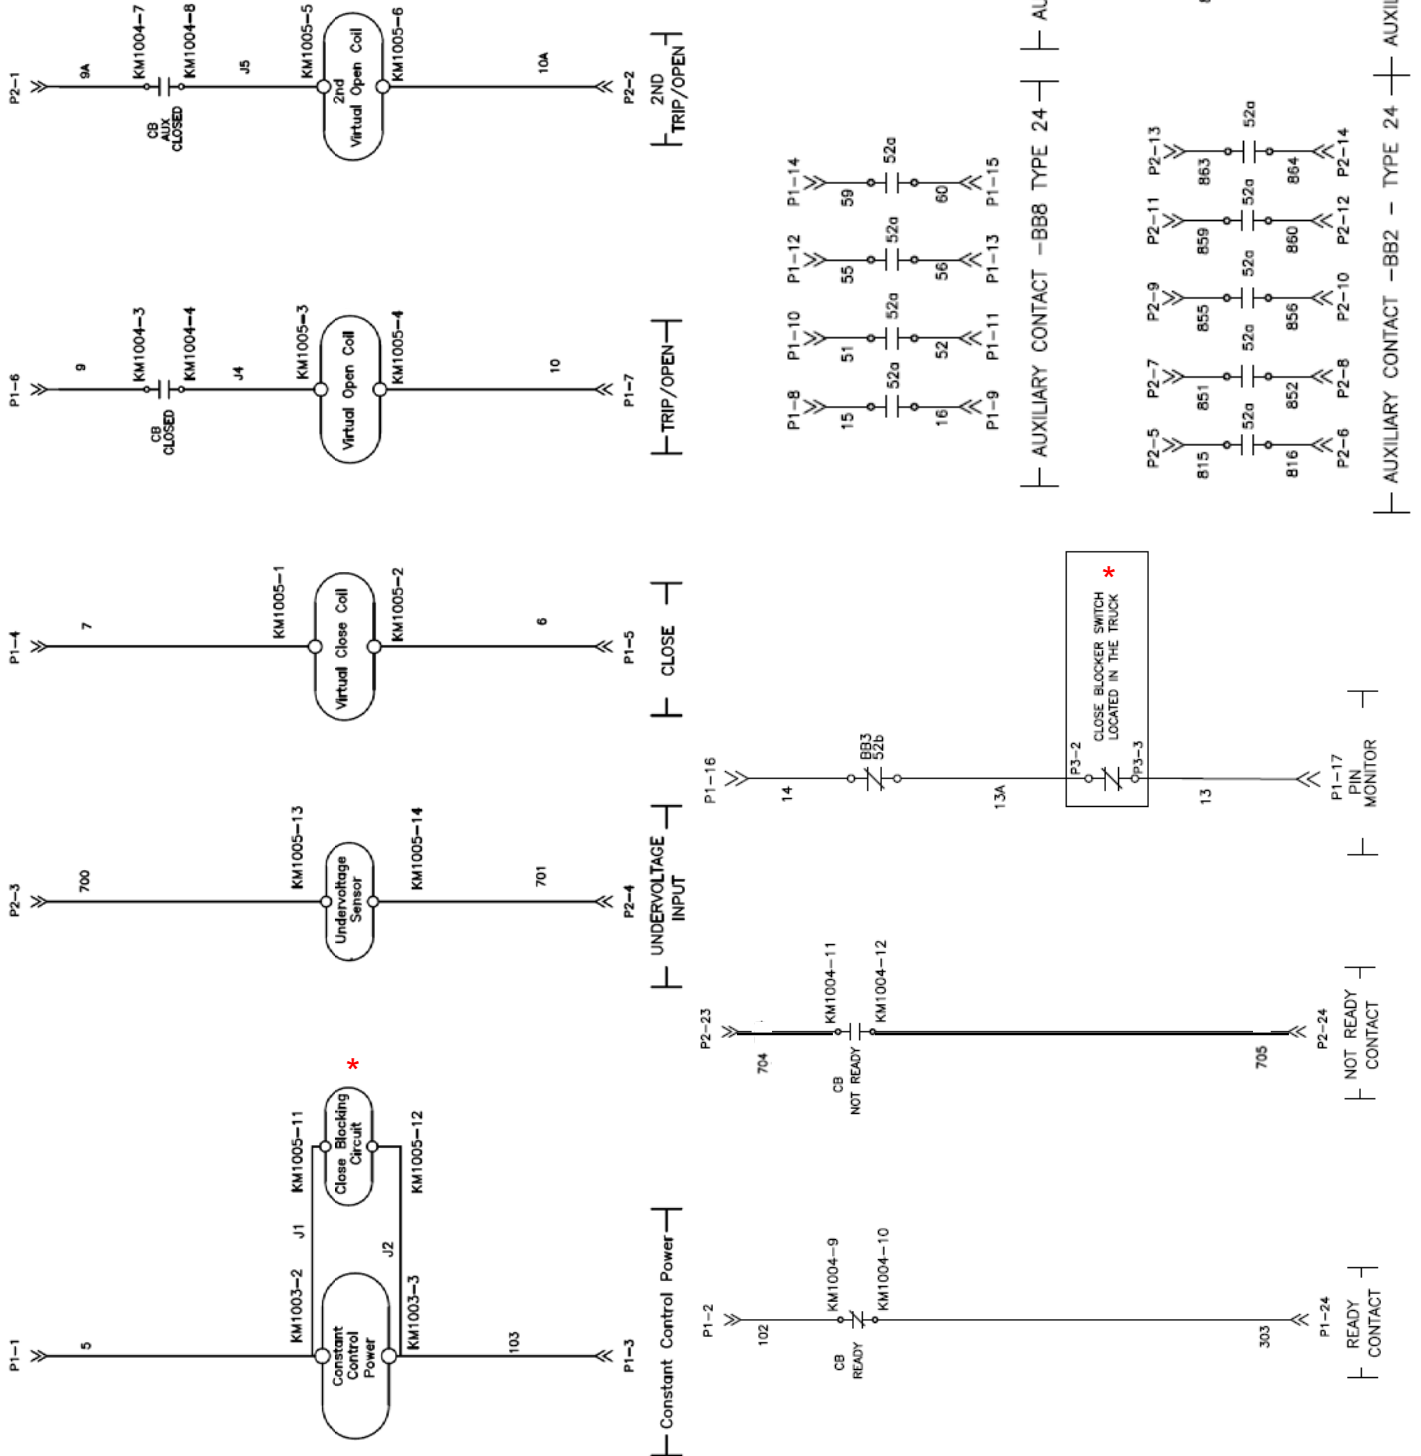 P1-1
5
KM1003-2
J1
KM1005-11
Constant
Control
Power
Close Blocking
Circuit
*
KM1003-3
J2
KM1005-12
103
P1-3
Constant Control Power
P2-3
700
KM1005-13
Undervoltage
Sensor
KM1005-14
701
P2-4
UNDERVOLTAGE
INPUT
P1-4
7
KM1005-1
Virtual Close Coil
KM1005-2
6
P1-5
CLOSE
P1-6
9
KM1004-3
CB
CLOSED
KM1004-4
J4
KM1005-3
Virtual Open Coil
KM1005-4
10
P1-7
TRIP/OPEN
P2-1
9A
KM1004-7
CB
AUX
CLOSED
KM1004-8
J5
KM1005-5
2nd
Virtual Open Coil
KM1005-6
10A
P2-2
2ND
TRIP/OPEN
P1-2
102
KM1004-9
CB
READY
KM1004-10
303
P1-24
READY
CONTACT
P2-23
704
KM1004-11
CB
NOT READY
KM1004-12
705
P2-24
NOT READY
CONTACT
P1-16
14
BB3
52b
13A
P3-2
CLOSE BLOCKER SWITCH
LOCATED IN THE TRUCK
*
P3-3
13
P1-17
PIN
MONITOR
P1-8
P1-10
P1-12
P1-14
15
51
55
59
52a
52a
52a
52a
16
52
56
60
P1-9
P1-11
P1-13
P1-15
AUXILIARY CONTACT -BB8 TYPE 24
AU
P2-5
P2-7
P2-9
P2-11
P2-13
815
851
855
859
863
52a
52a
52a
52a
52a
816
852
856
860
864
P2-6
P2-8
P2-10
P2-12
P2-14
AUXILIARY CONTACT -BB2 - TYPE 24
AUXIL